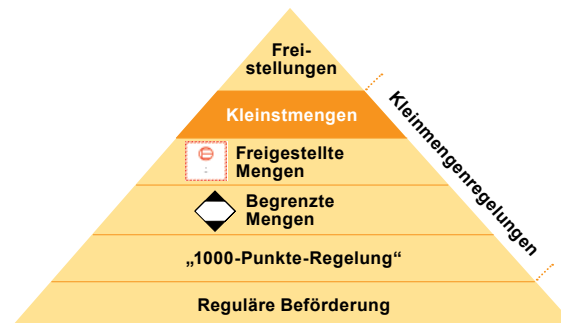 Frei-
stellungen
Kleinstmengen
Freigestellte
Mengen
Begrenzte
Mengen
„1000-Punkte-Regelung“
Reguläre Beförderung
Kleinmengenregelungen